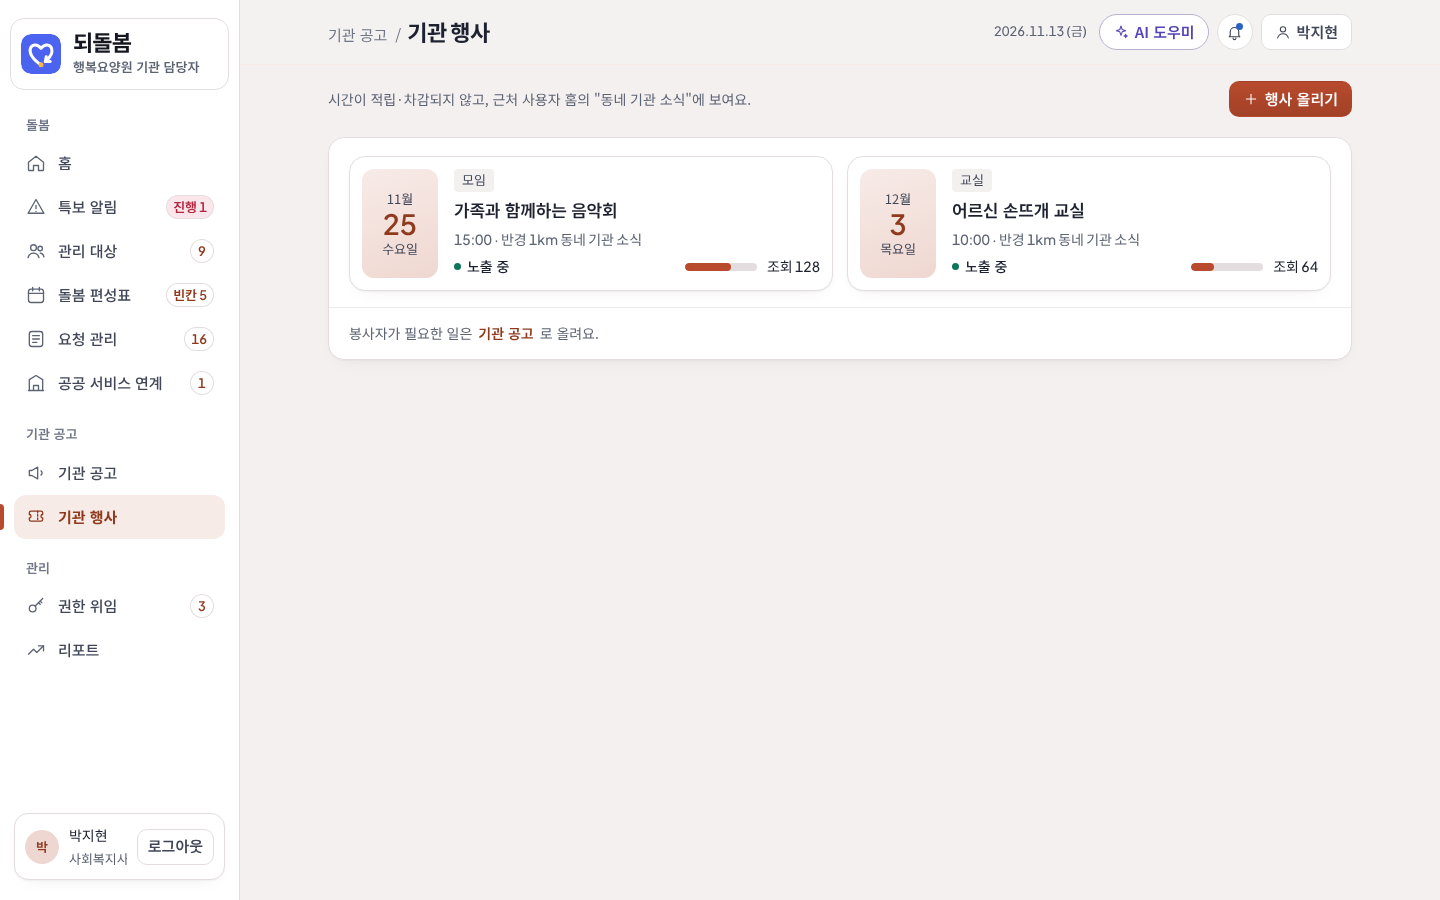 되돌봄
행복요양원 기관 담당자
돌봄
홈
특보 알림 진행 1
관리 대상 9
돌봄 편성표 빈칸 5
요청 관리 16
공공 서비스 연계 1
기관 공고
기관 공고
기관 행사
관리
권한 위임 3
리포트
박
박지현
사회복지사
로그아웃
기관 공고 / 기관 행사
2026.11.13 (금)
AI 도우미
박지현
시간이 적립·차감되지 않고, 근처 사용자 홈의 "동네 기관 소식"에 보여요.
행사 올리기
11월
25
수요일
모임
가족과 함께하는 음악회
15:00 · 반경 1km 동네 기관 소식
노출 중 조회 128
12월
3
목요일
교실
어르신 손뜨개 교실
10:00 · 반경 1km 동네 기관 소식
노출 중 조회 64
봉사자가 필요한 일은 기관 공고 로 올려요.